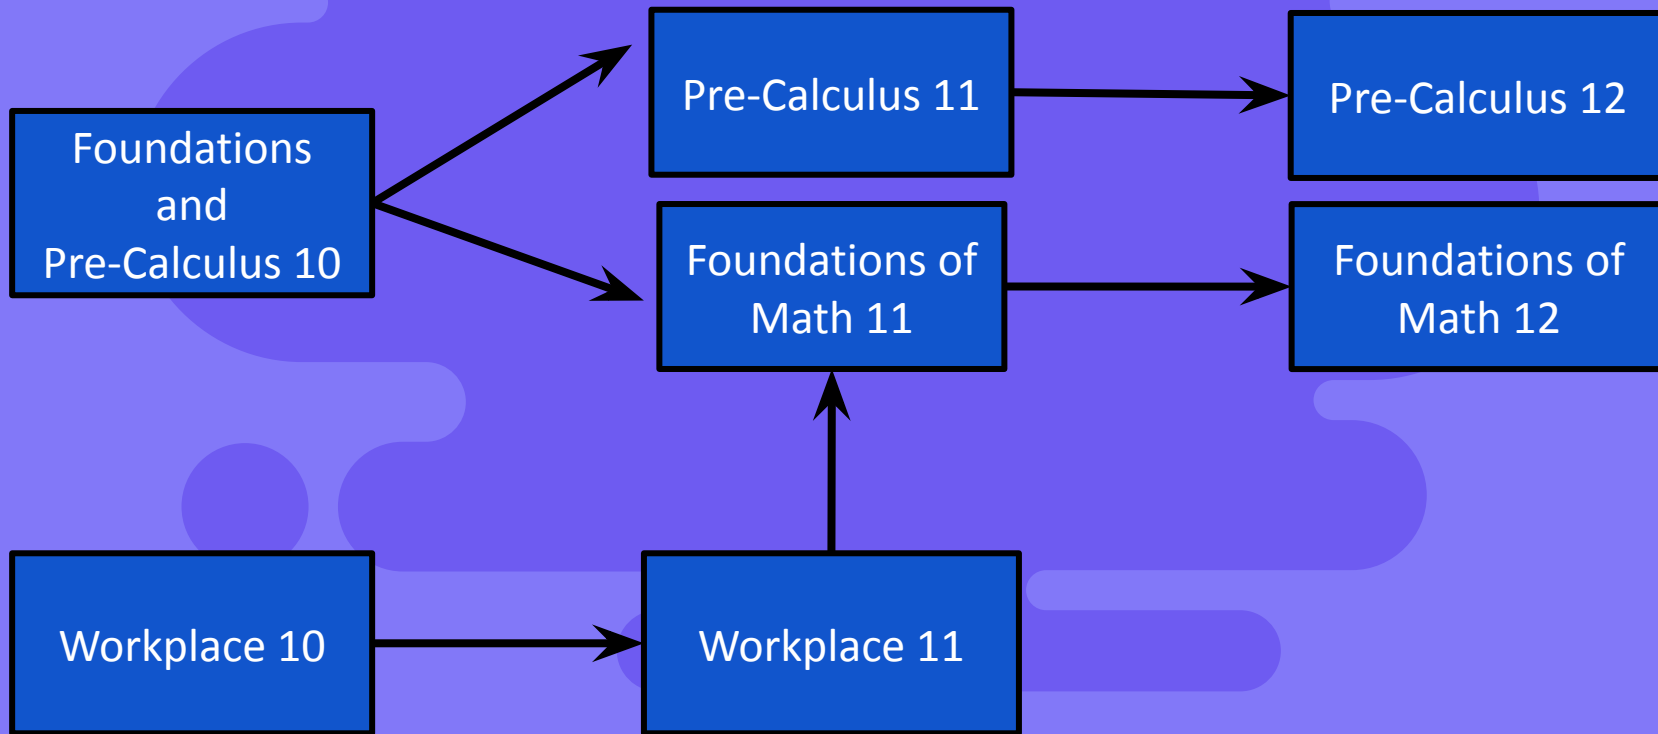 Foundations
and
Pre-Calculus 10
Pre-Calculus 11
Pre-Calculus 12
Foundations of
Math 11
Foundations of
Math 12
Workplace 10
Workplace 11